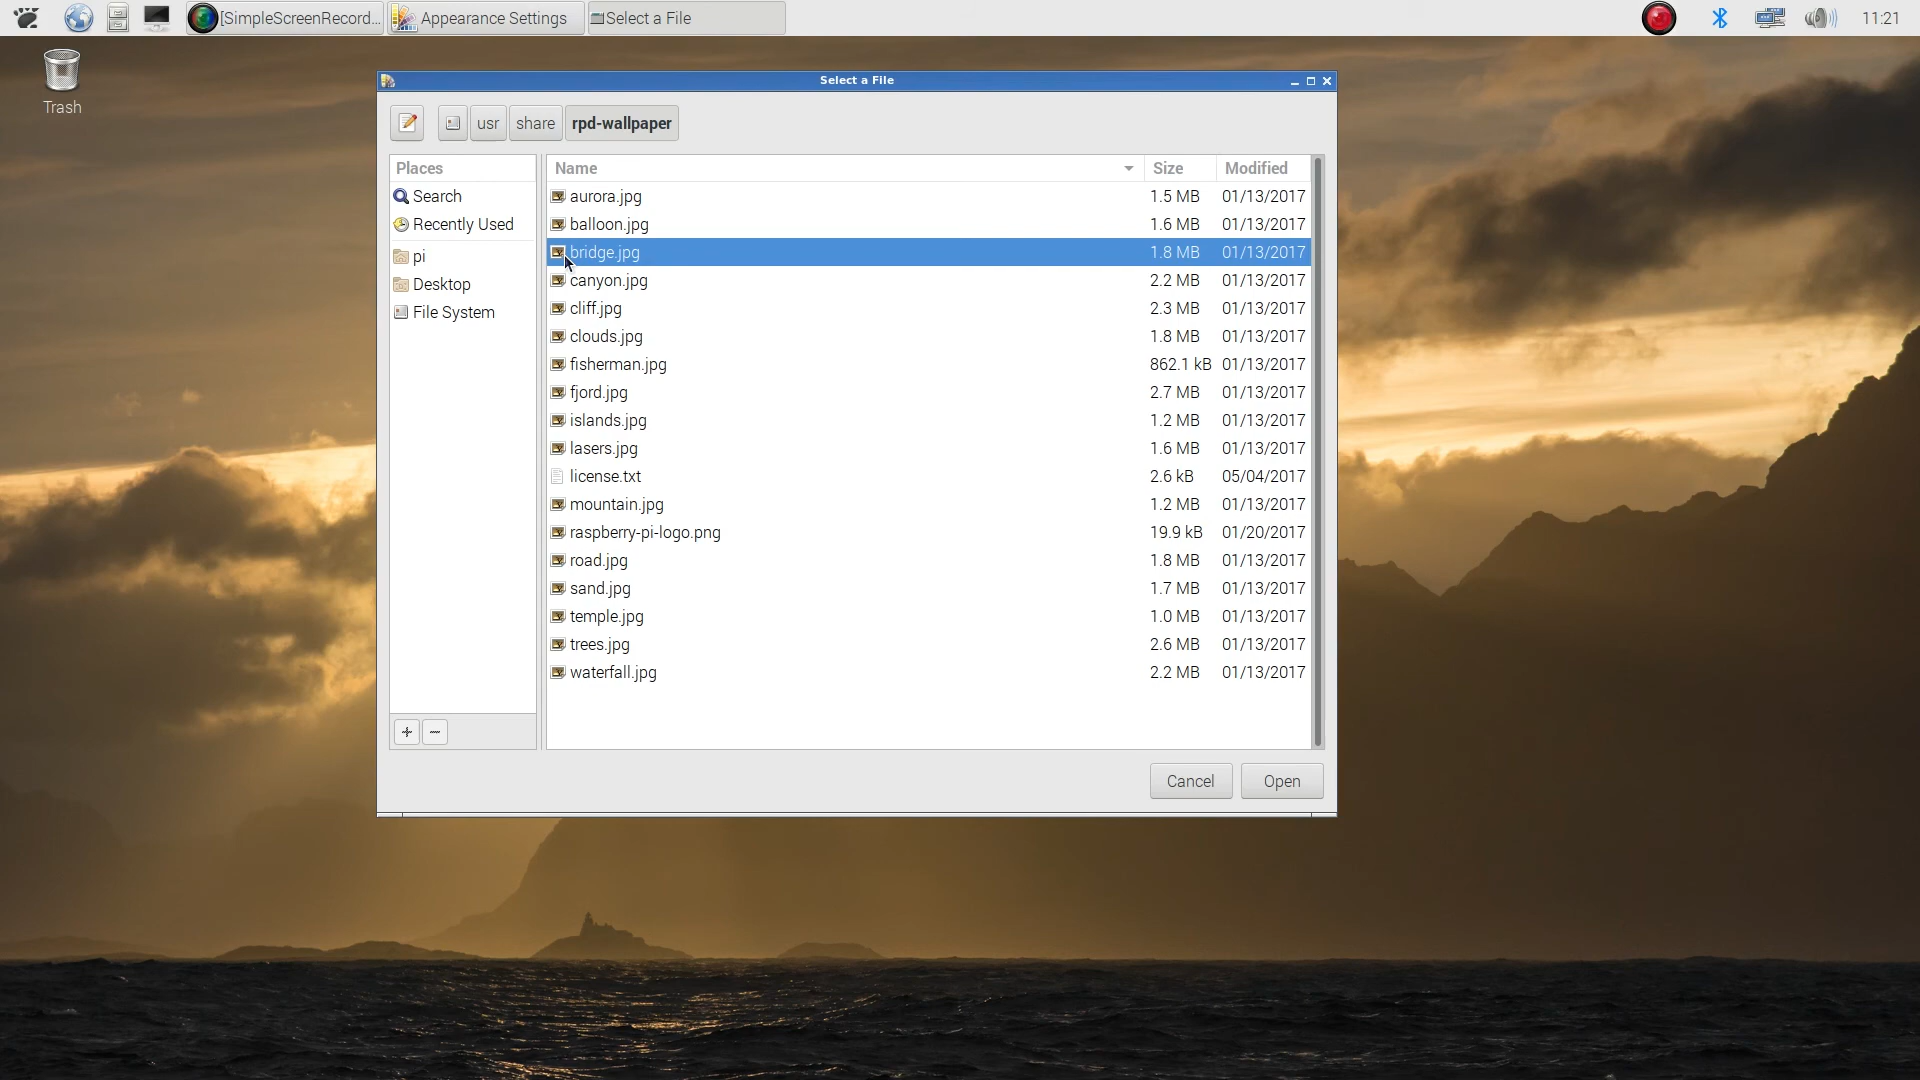 [SimpleScreenRecord... Appearance Settings Select a File 11:21
Trash
Select a File
usr share rpd-wallpaper
Places
Search
Recently Used
pi
Desktop
File System
Name Size Modified
aurora.jpg 1.5 MB 01/13/2017
balloon.jpg 1.6 MB 01/13/2017
bridge.jpg 1.8 MB 01/13/2017
canyon.jpg 2.2 MB 01/13/2017
cliff.jpg 2.3 MB 01/13/2017
clouds.jpg 1.8 MB 01/13/2017
fisherman.jpg 862.1 kB 01/13/2017
fjord.jpg 2.7 MB 01/13/2017
islands.jpg 1.2 MB 01/13/2017
lasers.jpg 1.6 MB 01/13/2017
license.txt 2.6 kB 05/04/2017
mountain.jpg 1.2 MB 01/13/2017
raspberry-pi-logo.png 19.9 kB 01/20/2017
road.jpg 1.8 MB 01/13/2017
sand.jpg 1.7 MB 01/13/2017
temple.jpg 1.0 MB 01/13/2017
trees.jpg 2.6 MB 01/13/2017
waterfall.jpg 2.2 MB 01/13/2017
Cancel Open